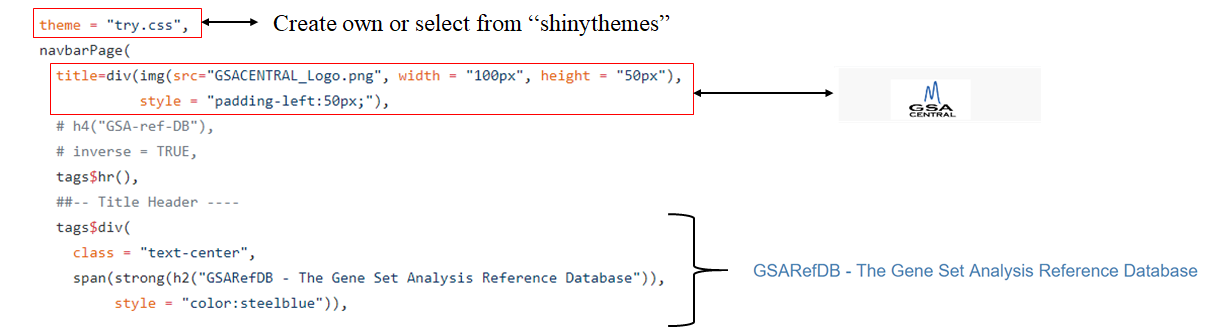 theme = "try.css",
Create own or select from “shinythemes”
navbarPage(
title=div(img(src="GSACENTRAL_Logo.png", width = "100px", height = "50px"),
style = "padding-left:50px;"),
GSA
CENTRAL
# h4("GSA-ref-DB"),
# inverse = TRUE,
tags$hr(),
##-- Title Header ----
tags$div(
class = "text-center",
span(strong(h2("GSARefDB - The Gene Set Analysis Reference Database")),
style = "color:steelblue")),
GSARefDB - The Gene Set Analysis Reference Database